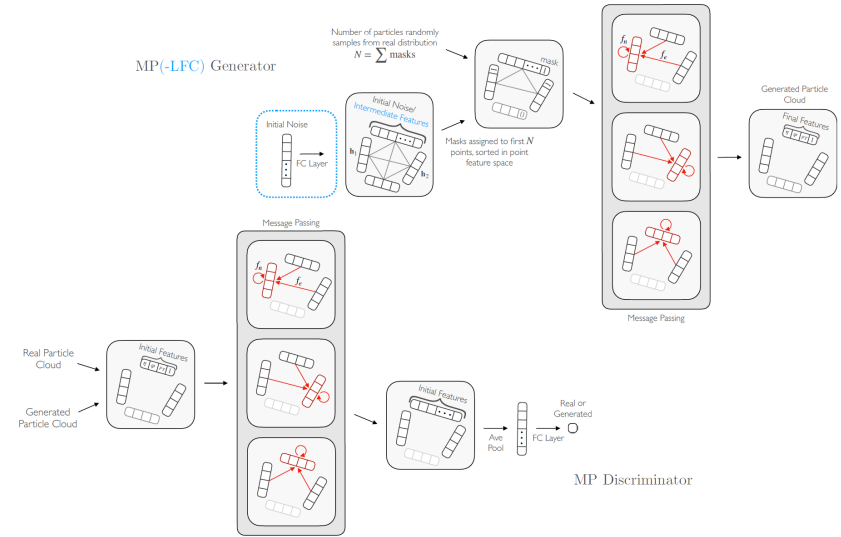 MP(-LFC) Generator
Number of particles randomly
samples from real distribution
N = ∑ masks
Initial Noise
FC Layer
Initial Noise/
Intermediate Features
h₁
h₂
mask
Masks assigned to first N
points, sorted in point
feature space
fₙ
fₑ
Message Passing
Generated Particle
Cloud
Final Features
Message Passing
fₙ
fₑ
Real Particle
Cloud
Generated
Particle Cloud
Initial Features
Initial Features
Ave
Pool
FC Layer
Real or
Generated
MP Discriminator